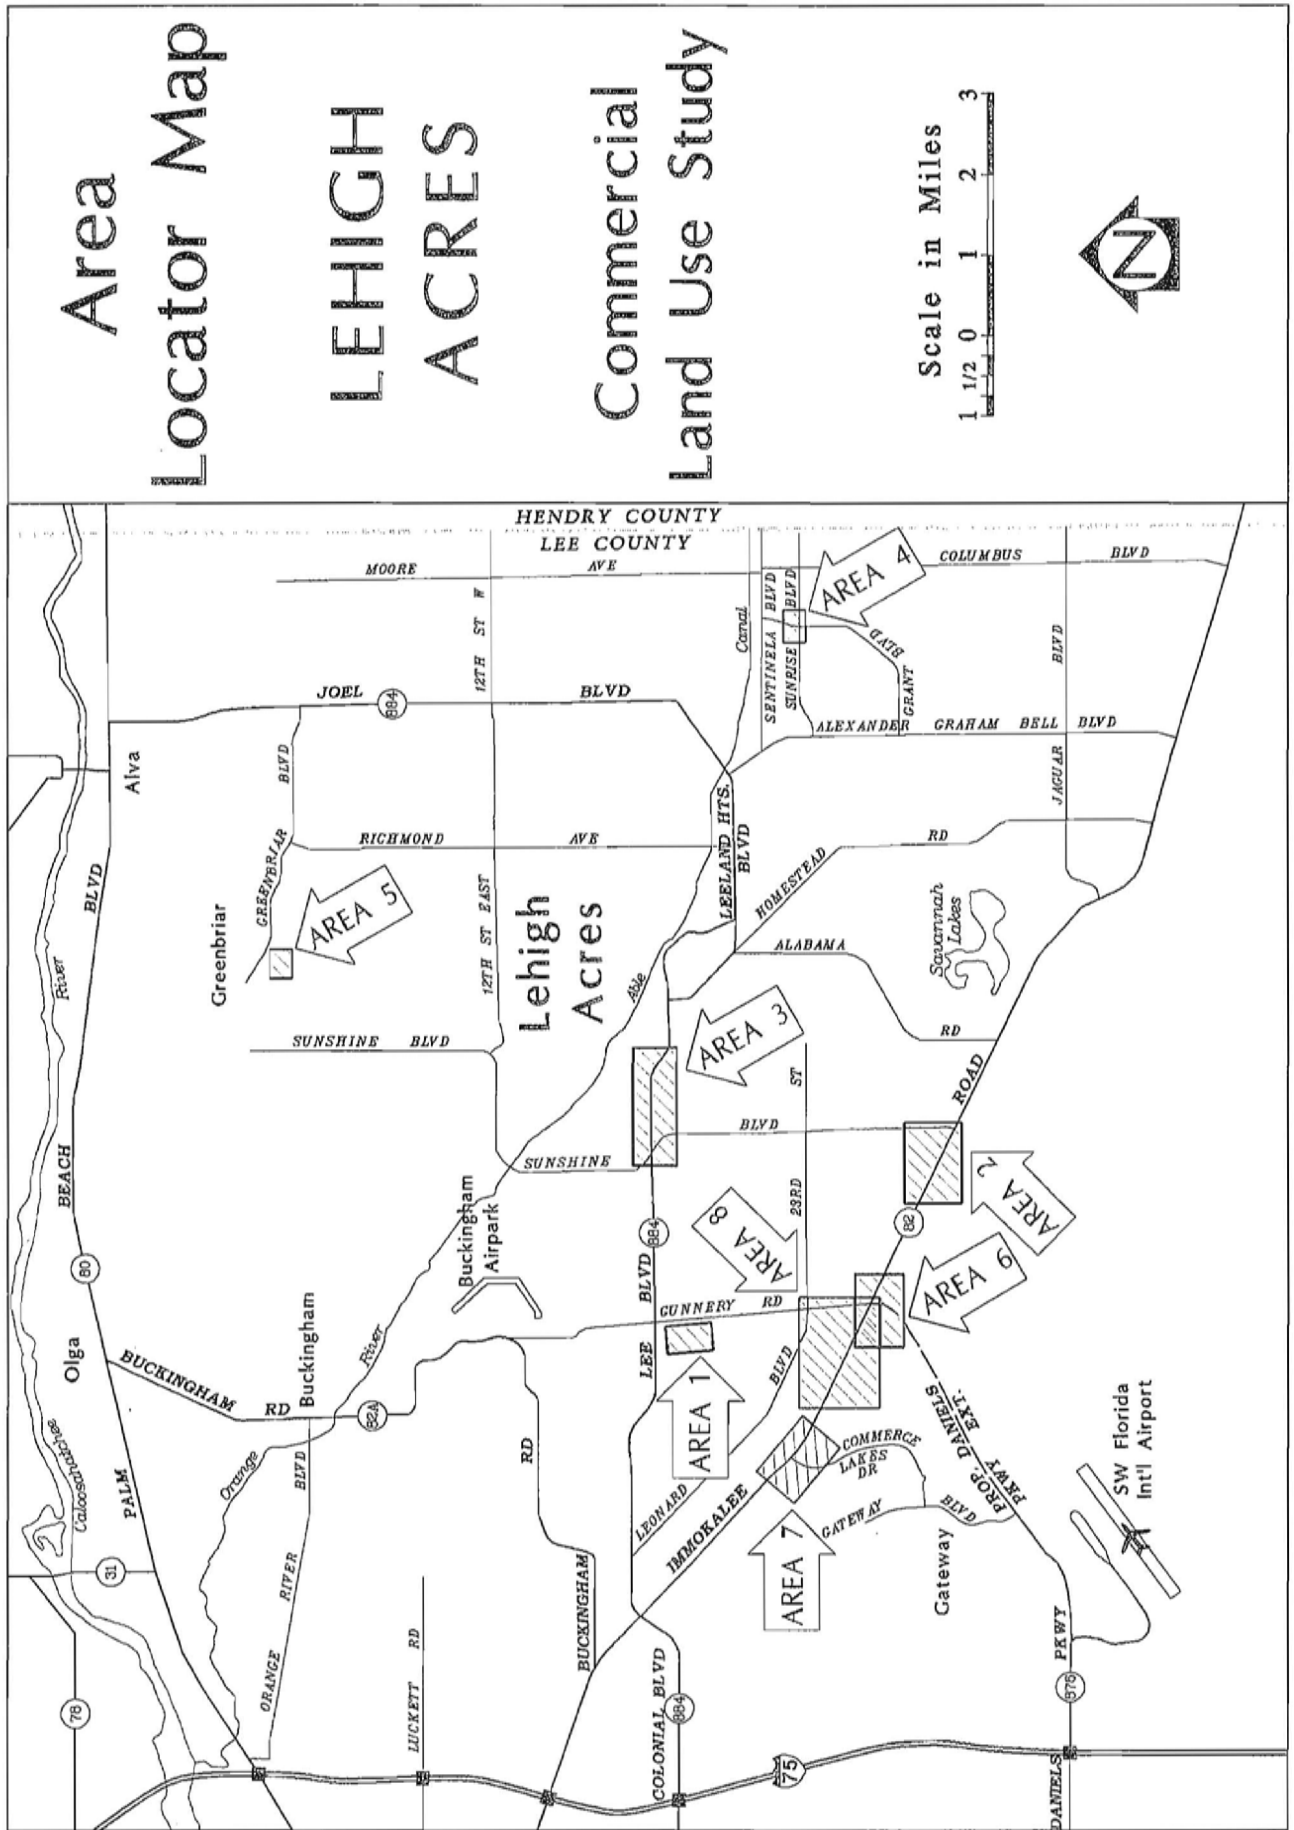 Area
Locator Map
LEHIGH
ACRES
Commercial
Land Use Study
Scale in Miles
1 1/2 0 1 2 3
N
HENDRY COUNTY
LEE COUNTY
MOORE AVE
COLUMBUS BLVD
12TH ST W
Canal
SENTINELA BLVD
SUNRISE BLVD
AREA 4
GRANT BLVD
JOEL BLVD
884
ALEXANDER GRAHAM BELL BLVD
JAGUAR BLVD
Alva
GREENBRIAR BLVD
RICHMOND AVE
LEELAND HTS.
BLVD
HOMESTEAD RD
Greenbriar
AREA 5
12TH ST EAST
Lehigh
Acres
Able
ALABAMA RD
Savannah
Lakes
River
PALM BEACH BLVD
SUNSHINE BLVD
AREA 3
23RD ST
ROAD
SUNSHINE BLVD
AREA 2
82
80
Buckingham
Airpark
884
AREA 8
AREA 6
Olga
Buckingham
River
GUNNERY RD
LEE BLVD
BUCKINGHAM RD
82A
AREA 1
LEONARD BLVD
COMMERCE
LAKES
DR
PROP. DANIELS
PKWY EXT.
SW Florida
Int'l Airport
Caloosahatchee
Orange
31
ORANGE RIVER BLVD
BUCKINGHAM RD
IMMOKALEE
AREA 7
GATEWAY BLVD
Gateway
78
LUCKETT RD
COLONIAL BLVD
884
75
DANIELS PKWY
876